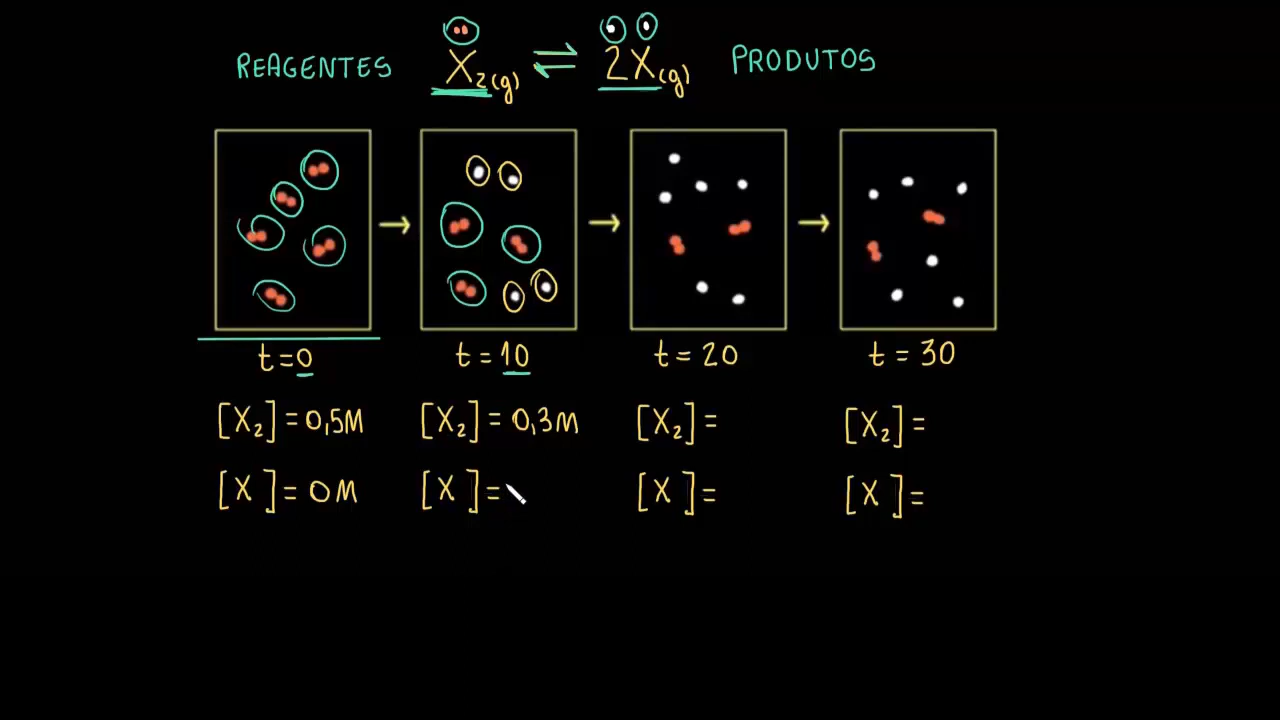 REAGENTES X₂(g) ⇌ 2X(g) PRODUTOS
t=0 t=10 t=20 t=30
[X₂]=0,5M [X₂]=0,3M [X₂]= [X₂]=
[X]=0M [X]= [X]= [X]=